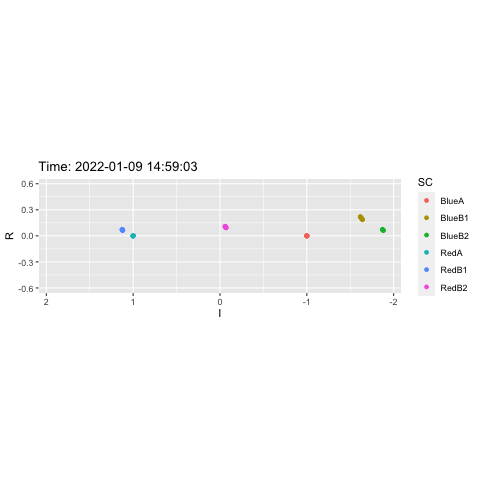 Time: 2022-01-09 14:59:03
SC
BlueA
BlueB1
BlueB2
RedA
RedB1
RedB2
R
0.6
0.3
0.0
-0.3
-0.6
2
1
0
-1
-2
I